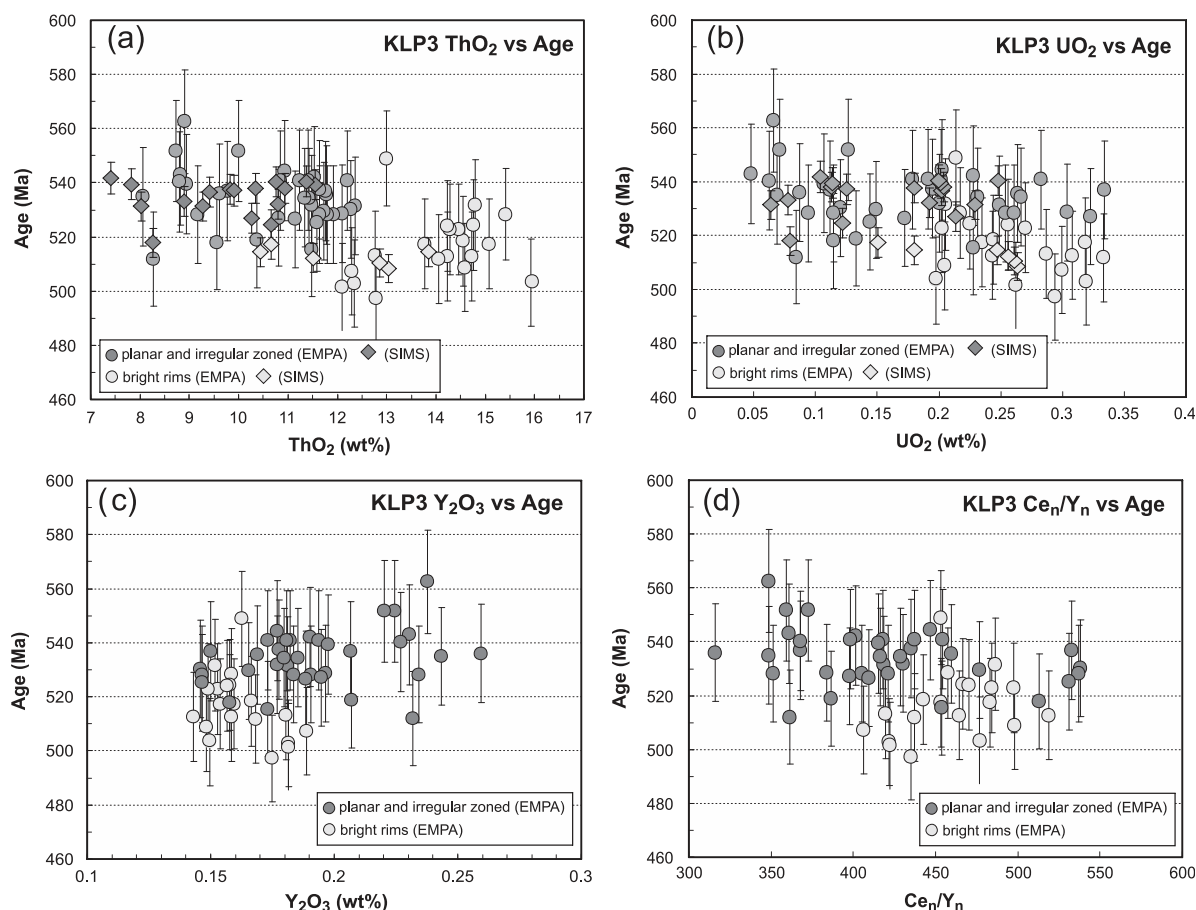 (a)
KLP3 ThO₂ vs Age
600
580
560
540
520
500
480
460
Age (Ma)
planar and irregular zoned (EMPA) (SIMS)
bright rims (EMPA) (SIMS)
7 8 9 10 11 12 13 14 15 16 17
ThO₂ (wt%)
(b)
KLP3 UO₂ vs Age
600
580
560
540
520
500
480
460
Age (Ma)
planar and irregular zoned (EMPA) (SIMS)
bright rims (EMPA) (SIMS)
0 0.05 0.1 0.15 0.2 0.25 0.3 0.35 0.4
UO₂ (wt%)
(c)
KLP3 Y₂O₃ vs Age
600
580
560
540
520
500
480
460
Age (Ma)
planar and irregular zoned (EMPA)
bright rims (EMPA)
0.1 0.15 0.2 0.25 0.3
Y₂O₃ (wt%)
(d)
KLP3 Ceₙ/Yₙ vs Age
600
580
560
540
520
500
480
460
Age (Ma)
planar and irregular zoned (EMPA)
bright rims (EMPA)
300 350 400 450 500 550 600
Ceₙ/Yₙ